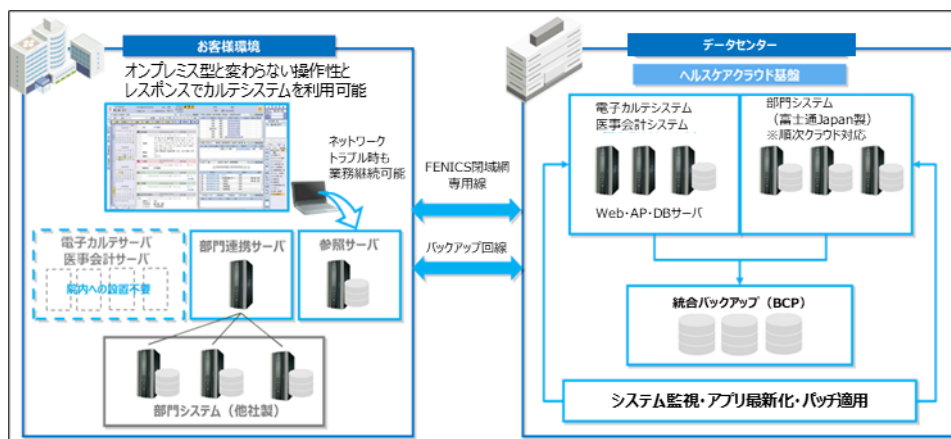 お客様環境
オンプレミス型と変わらない操作性と
レスポンスでカルテシステムを利用可能
ネットワーク
トラブル時も
業務継続可能
電子カルテサーバ
医事会計サーバ
院内への設置不要
部門連携サーバ
参照サーバ
部門システム（他社製）
FENICS閉域網
専用線
バックアップ回線
データセンター
ヘルスケアクラウド基盤
電子カルテシステム
医事会計システム
Web・AP・DBサーバ
部門システム
（富士通Japan製）
※順次クラウド対応
統合バックアップ（BCP）
システム監視・アプリ最新化・パッチ適用